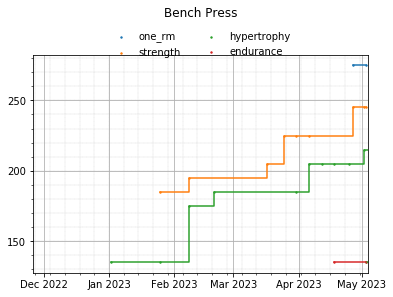 Bench Press
one_rm hypertrophy
strength endurance
250
200
150
Dec 2022 Jan 2023 Feb 2023 Mar 2023 Apr 2023 May 2023